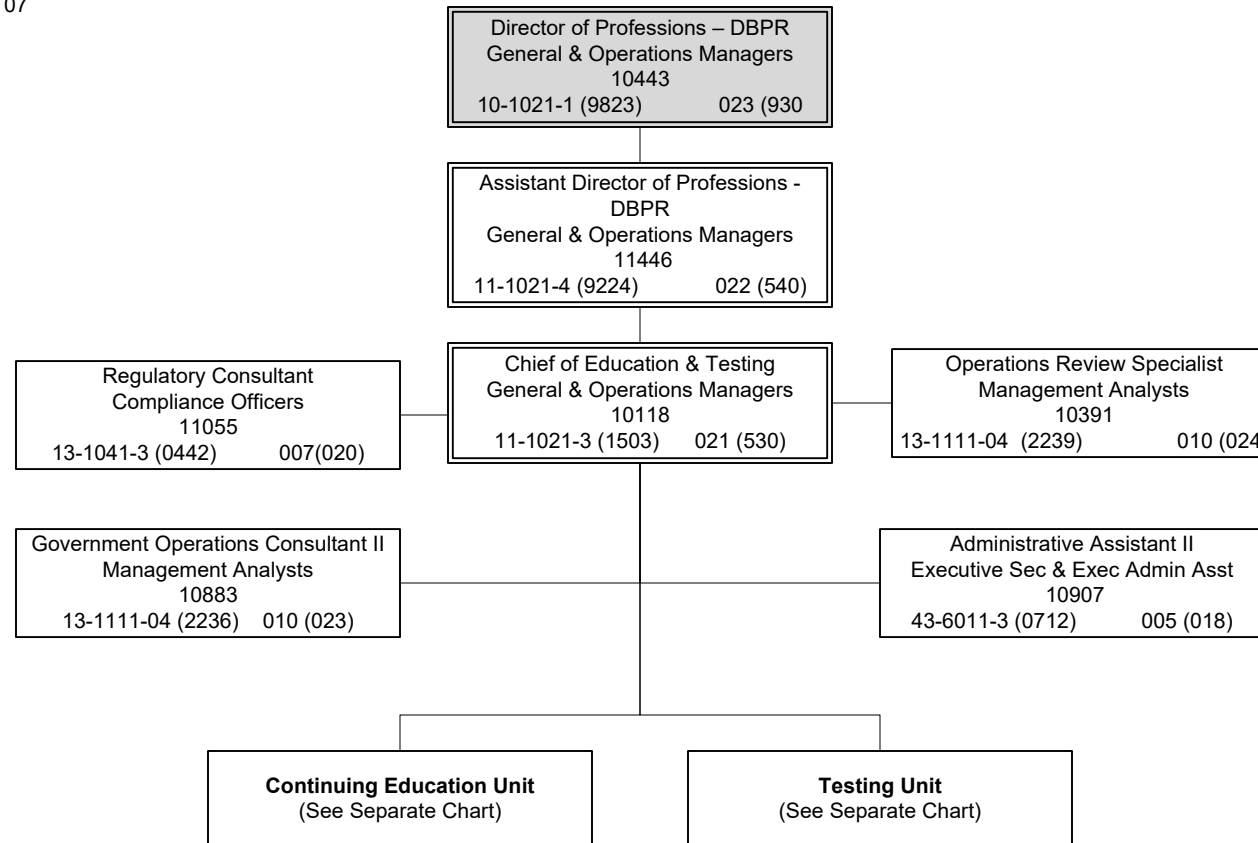 07
Director of Professions – DBPR
General & Operations Managers
10443
10-1021-1 (9823) 023 (930
Assistant Director of Professions -
DBPR
General & Operations Managers
11446
11-1021-4 (9224) 022 (540)
Chief of Education & Testing
General & Operations Managers
10118
11-1021-3 (1503) 021 (530)
Regulatory Consultant
Compliance Officers
11055
13-1041-3 (0442) 007(020)
Operations Review Specialist
Management Analysts
10391
13-1111-04 (2239) 010 (024
Government Operations Consultant II
Management Analysts
10883
13-1111-04 (2236) 010 (023)
Administrative Assistant II
Executive Sec & Exec Admin Asst
10907
43-6011-3 (0712) 005 (018)
Continuing Education Unit
(See Separate Chart)
Testing Unit
(See Separate Chart)